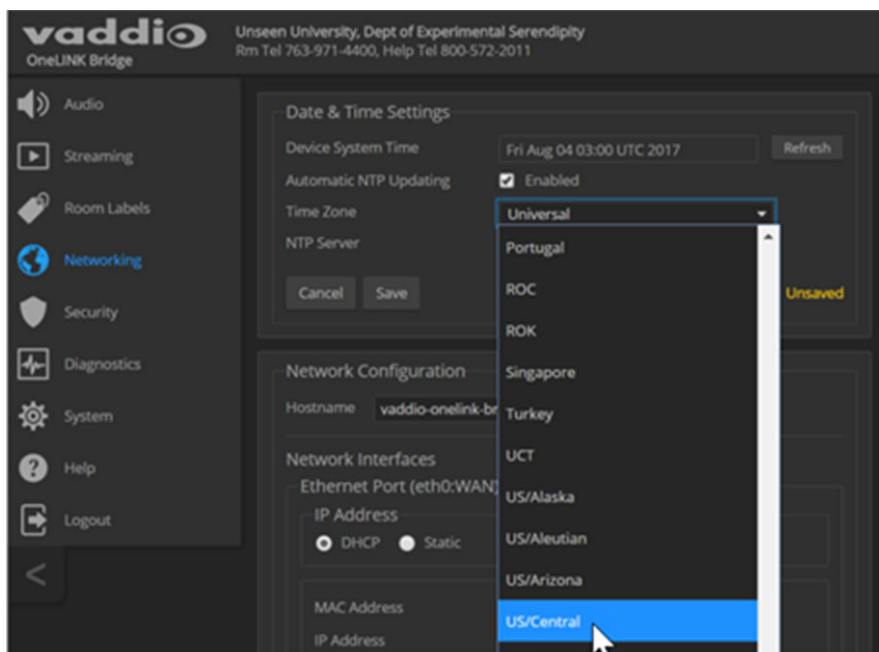 vaddio
OneLINK Bridge
Unseen University, Dept of Experimental Serendipity
Rm Tel 763-971-4400, Help Tel 800-572-2011
Audio
Streaming
Room Labels
Networking
Security
Diagnostics
System
Help
Logout
<
Date & Time Settings
Device System Time Fri Aug 04 03:00 UTC 2017 Refresh
Automatic NTP Updating Enabled
Time Zone Universal
NTP Server
Cancel Save Unsaved
Portugal
ROC
ROK
Singapore
Turkey
UCT
US/Alaska
US/Aleutian
US/Arizona
US/Central
Network Configuration
Hostname vaddio-onelink-br
Network Interfaces
Ethernet Port (eth0:WAN)
IP Address
DHCP Static
MAC Address
IP Address